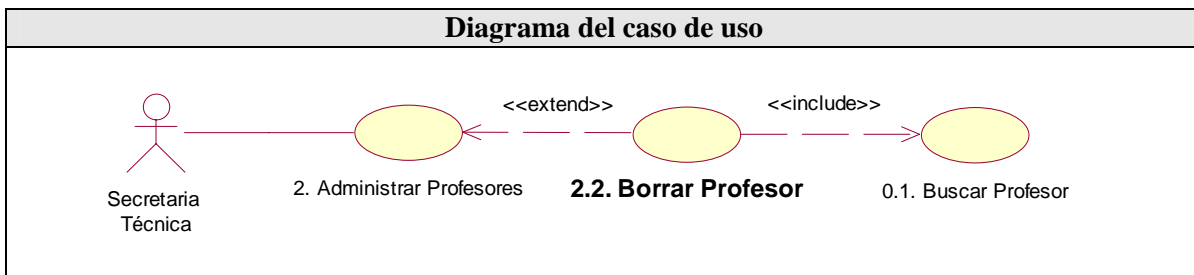 Diagrama del caso de uso
<<extend>>
<<include>>
Secretaria
Técnica
2. Administrar Profesores
2.2. Borrar Profesor
0.1. Buscar Profesor